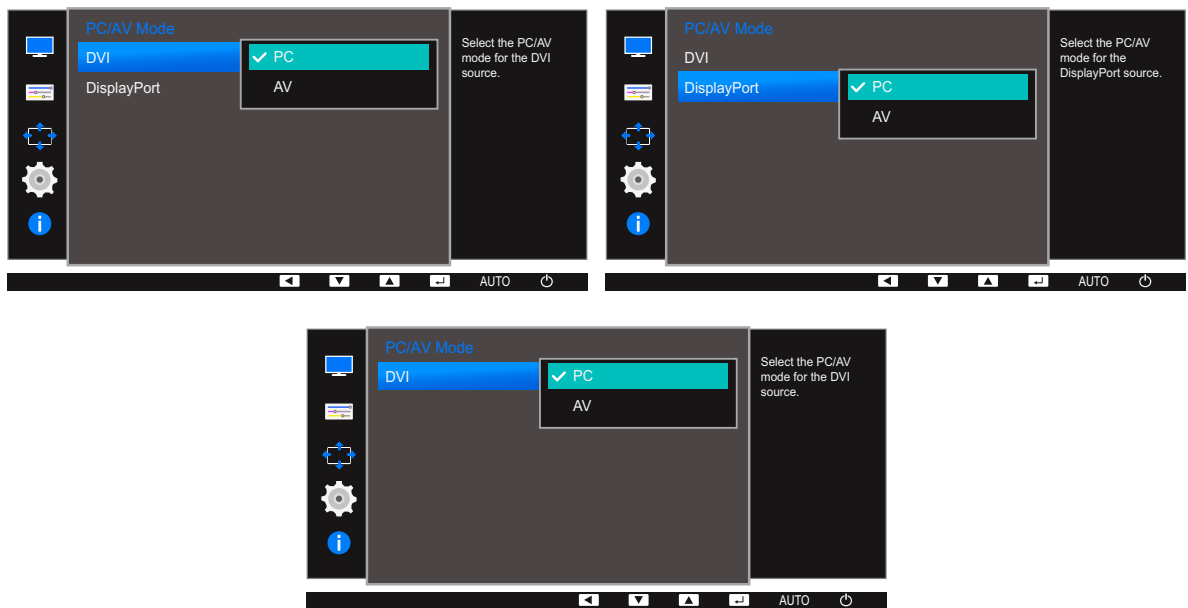 PC/AV Mode
DVI
PC
DisplayPort
AV
Select the PC/AV
mode for the DVI
source.
AUTO
PC/AV Mode
DVI
DisplayPort
PC
AV
Select the PC/AV
mode for the
DisplayPort source.
AUTO
PC/AV Mode
DVI
PC
AV
Select the PC/AV
mode for the DVI
source.
AUTO